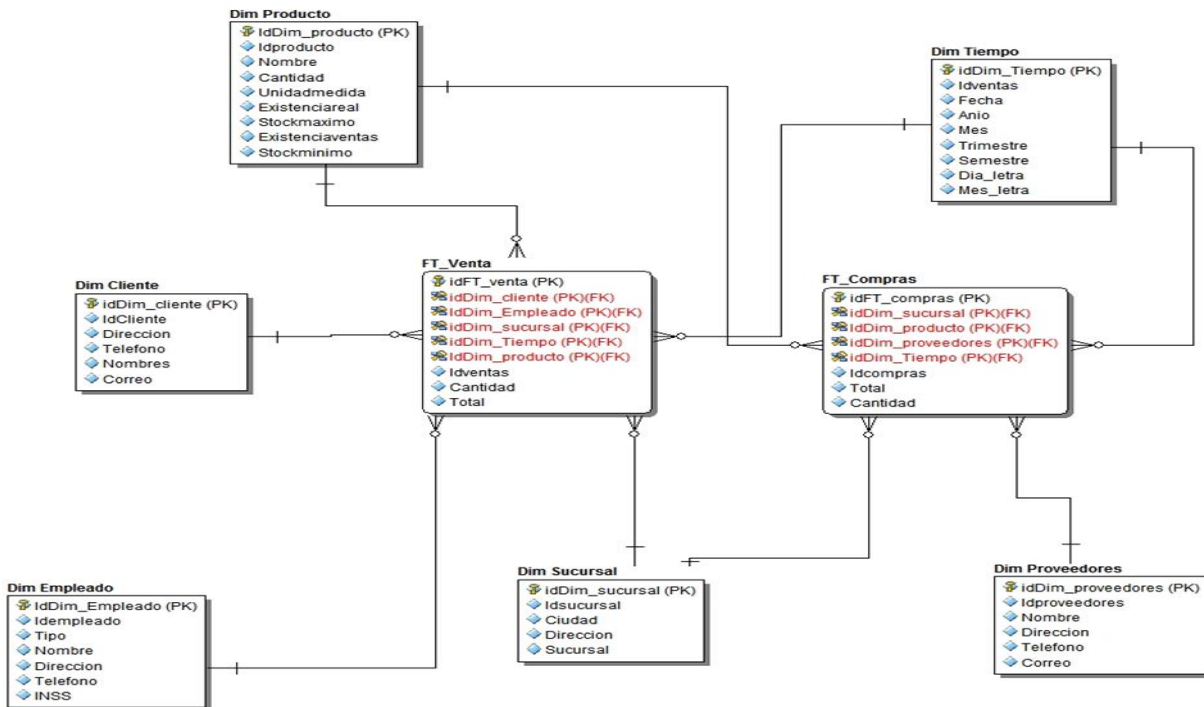 Dim Producto
IdDim_producto (PK)
Idproducto
Nombre
Cantidad
Unidadmedida
Existenciareal
Stockmaximo
Existenciaventas
Stockminimo
Dim Tiempo
idDim_Tiempo (PK)
Idventas
Fecha
Anio
Mes
Trimestre
Semestre
Dia_letra
Mes_letra
Dim Cliente
idDim_cliente (PK)
IdCliente
Direccion
Telefono
Nombres
Correo
FT_Venta
idFT_venta (PK)
idDim_cliente (PK)(FK)
IdDim_Empleado (PK)(FK)
idDim_sucursal (PK)(FK)
idDim_Tiempo (PK)(FK)
IdDim_producto (PK)(FK)
Idventas
Cantidad
Total
FT_Compras
idFT_compras (PK)
idDim_sucursal (PK)(FK)
IdDim_producto (PK)(FK)
idDim_proveedores (PK)(FK)
idDim_Tiempo (PK)(FK)
Idcompras
Total
Cantidad
Dim Empleado
IdDim_Empleado (PK)
Idempleado
Tipo
Nombre
Direccion
Telefono
INSS
Dim Sucursal
idDim_sucursal (PK)
Idsucursal
Ciudad
Direccion
Sucursal
Dim Proveedores
idDim_proveedores (PK)
Idproveedores
Nombre
Direccion
Telefono
Correo